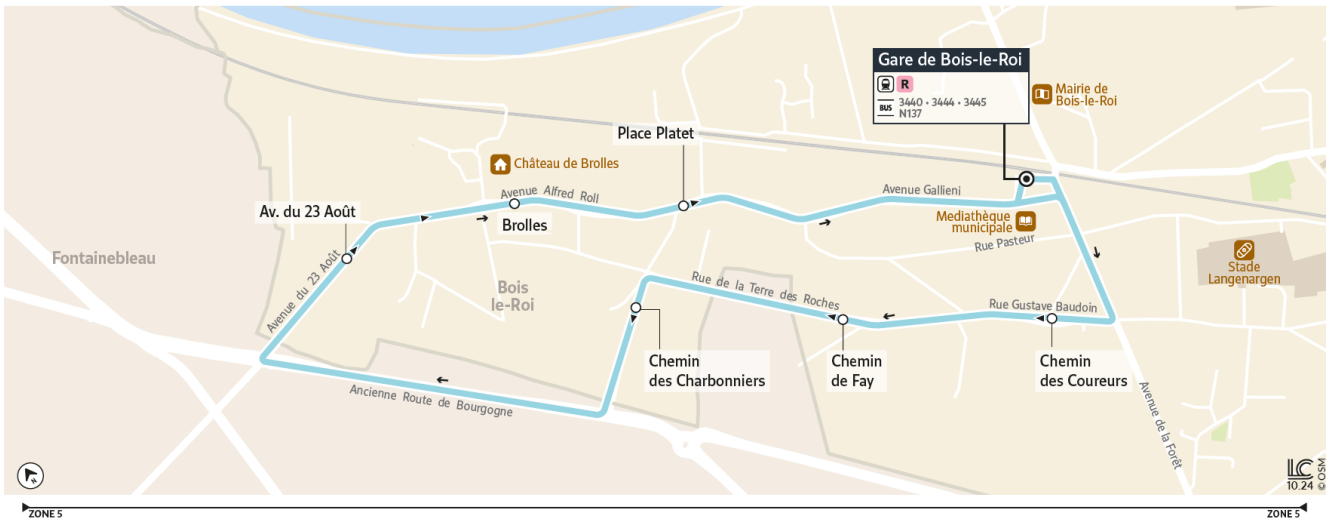 Gare de Bois-le-Roi
R
BUS
3440 • 3444 • 3445
N137
Mairie de
Bois-le-Roi
Place Platet
Château de Brolles
Avenue Alfred Roll
Avenue Gallieni
Av. du 23 Août
Brolles
Mediathèque
municipale
Rue Pasteur
Fontainebleau
Avenue du 23 Août
Bois
le-Roi
Rue de la Terre des Roches
Rue Gustave Baudoin
Stade
Langenargen
Chemin
des Charbonniers
Chemin
de Fay
Chemin
des Coureurs
Ancienne Route de Bourgogne
Avenue de la Forêt
N
LC
10.24
© OSM
ZONE 5
ZONE 5